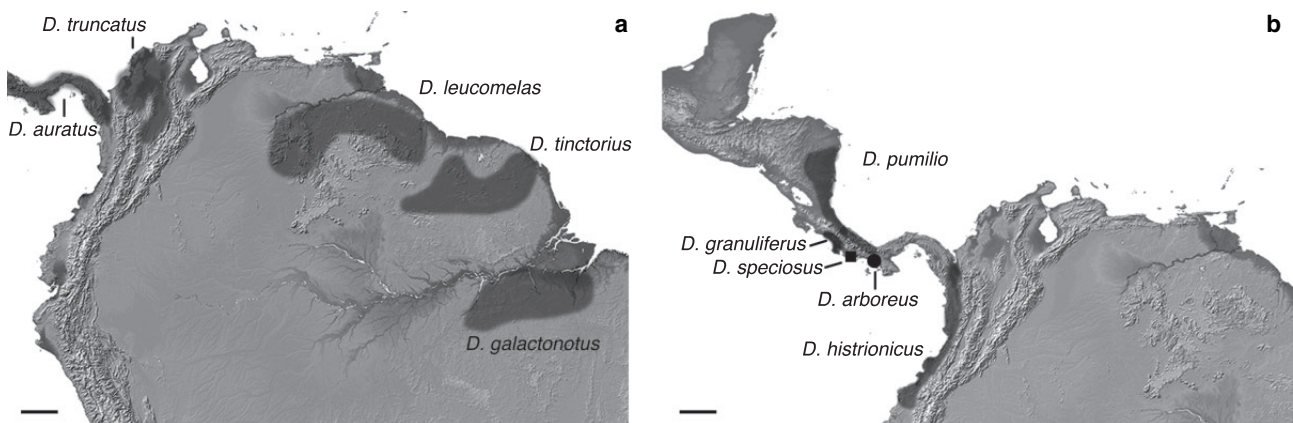 D. truncatus
a
D. leucomelas
D. auratus
D. tinctorius
D. galactonotus
b
D. pumilio
D. granuliferus
D. speciosus
D. arboreus
D. histrionicus